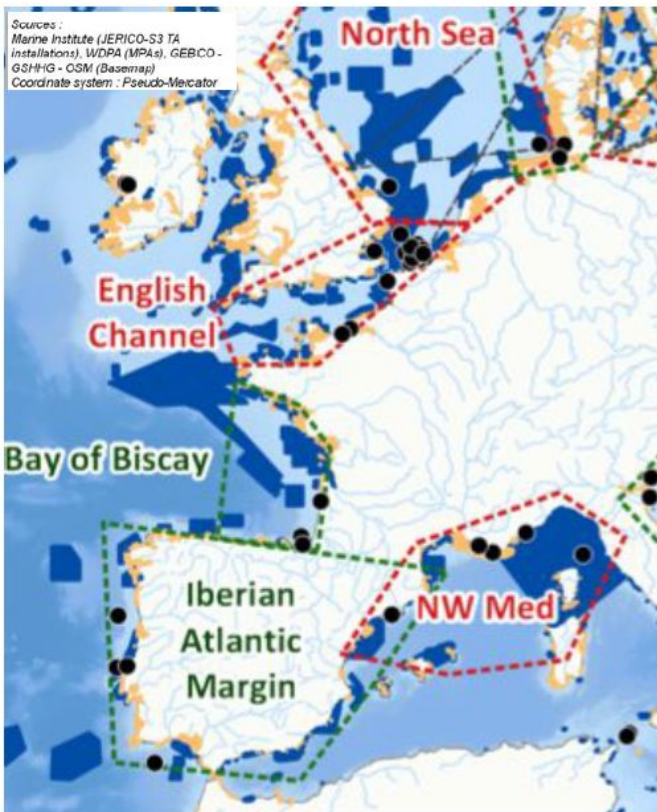 Sources :
Marine Institute (JERICO-S3 TA
installations), WDPA (MPAs), GEBCO -
GSHHG - OSM (Basemap)
Coordinate system : Pseudo-Mercator
North Sea
English
Channel
Bay of Biscay
Iberian
Atlantic
Margin
NW Med